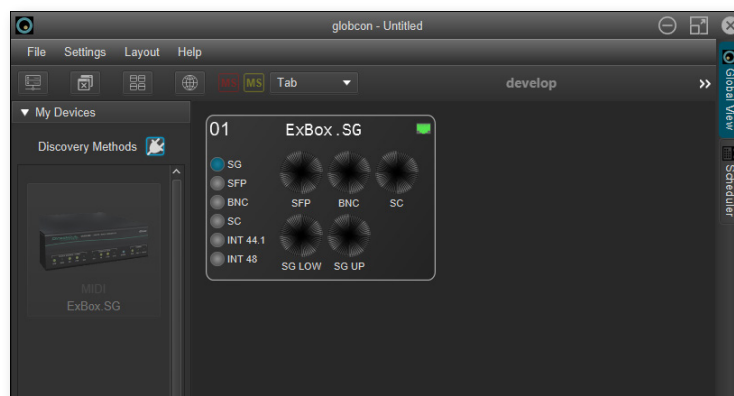 globcon - Untitled
File Settings Layout Help
MS Tab develop »
My Devices
Discovery Methods
MIDI
ExBox.SG
01 ExBox.SG
SG
SFP
BNC
SC
INT 44.1
INT 48
SFP BNC SC
SG LOW SG UP
Global View
Scheduler